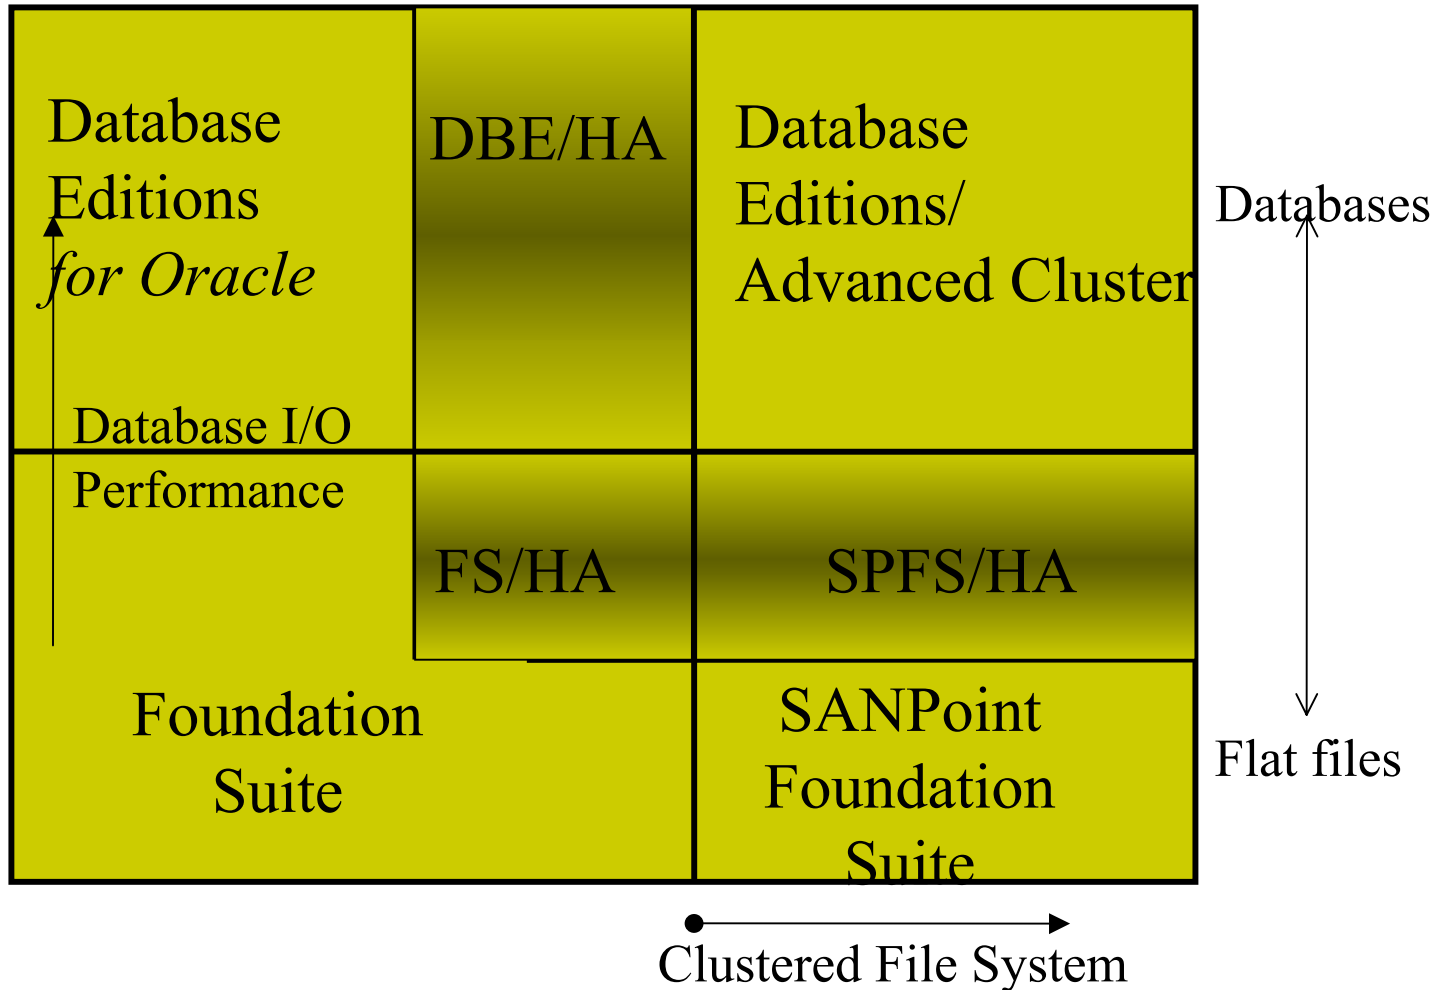 Database
Editions
for Oracle
DBE/HA
Database
Editions/
Advanced Cluster
Databases
Database I/O
Performance
FS/HA
SPFS/HA
Foundation
Suite
SANPoint
Foundation
Suite
Flat files
Clustered File System